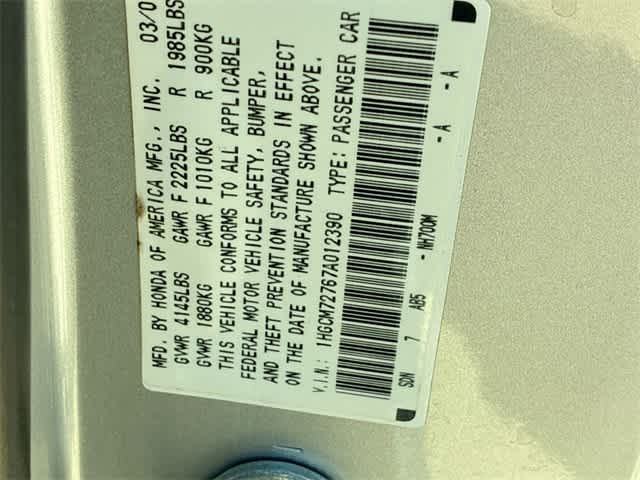 MFD. BY HONDA OF AMERICA MFG., INC. 03/0
GVWR 4145LBS GAWR F 2225LBS R 1985LBS
GVWR 1880KG GAWR F 1010KG R 900KG
THIS VEHICLE CONFORMS TO ALL APPLICABLE
FEDERAL MOTOR VEHICLE SAFETY, BUMPER,
AND THEFT PREVENTION STANDARDS IN EFFECT
ON THE DATE OF MANUFACTURE SHOWN ABOVE.
V.I.N.: 1HGCM72767A012390 TYPE: PASSENGER CAR
SDN 7 AB5 - NH700M - A - A